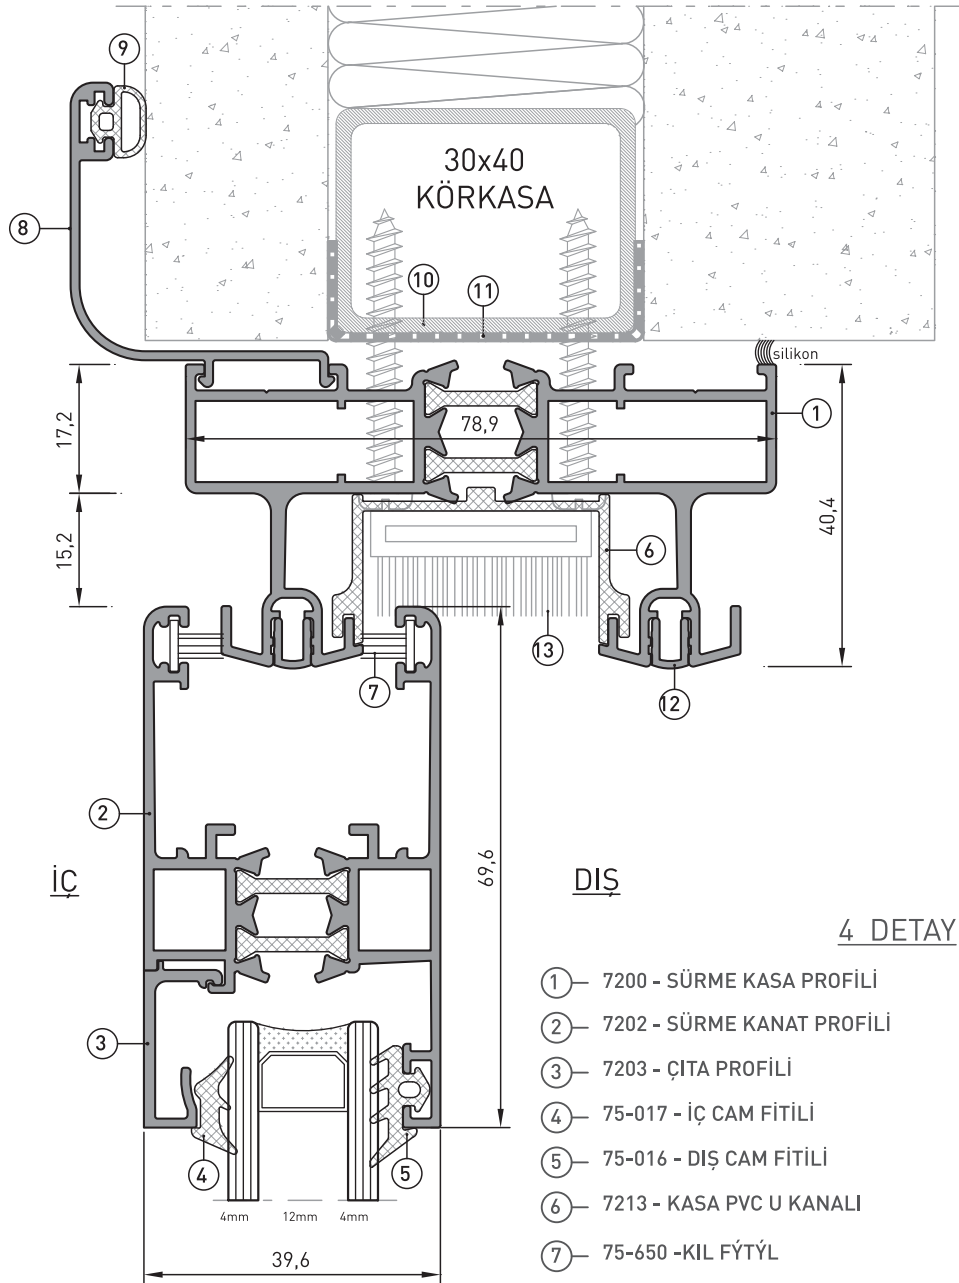 9
30x40
KÖRKASA
8
10
11
silikon
17,2
78,9
1
40,4
15,2
6
13
7
12
2
69,6
İÇ
DIŞ
4 DETAY
1 7200 - SÜRME KASA PROFİLİ
2 7202 - SÜRME KANAT PROFİLİ
3
3 7203 - ÇITA PROFİLİ
4 75-017 - İÇ CAM FİTİLİ
4
5
5 75-016 - DIŞ CAM FİTİLİ
6 7213 - KASA PVC U KANALI
4mm 12mm 4mm
7 75-650 -KIL FÝTÝL
39,6